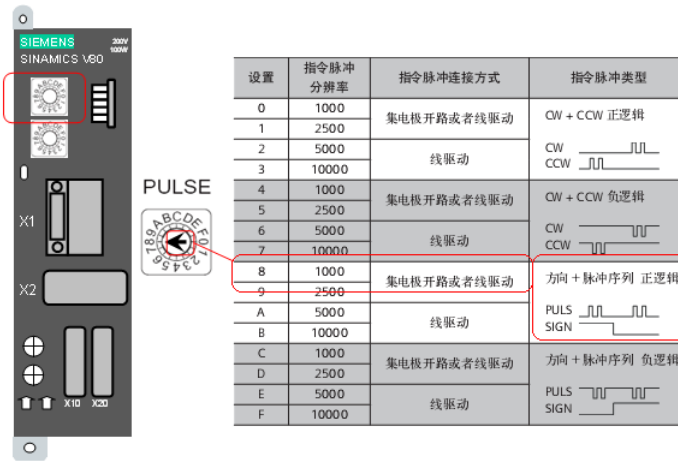 SIEMENS
200V
100W
SINAMICS V80
X1
X2
X10 X20
PULSE
0123456789ABCDEF
设置 指令脉冲分辨率 指令脉冲连接方式 指令脉冲类型
0 1000 集电极开路或者线驱动 CW + CCW 正逻辑
1 2500
2 5000 线驱动 CW
3 10000 CCW
4 1000 集电极开路或者线驱动 CW + CCW 负逻辑
5 2500
6 5000 线驱动 CW
7 10000 CCW
8 1000 集电极开路或者线驱动 方向 + 脉冲序列 正逻辑
9 2500
A 5000 线驱动 PULS
B 10000 SIGN
C 1000 集电极开路或者线驱动 方向 + 脉冲序列 负逻辑
D 2500
E 5000 线驱动 PULS
F 10000 SIGN